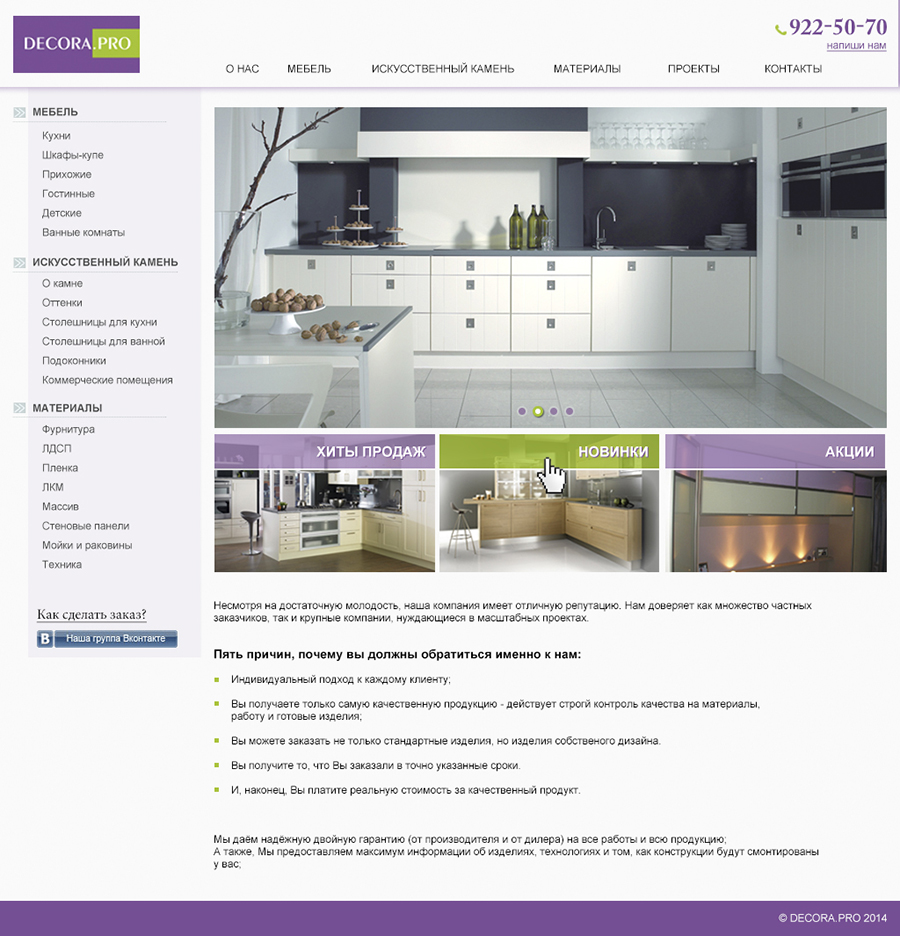 DECORA.PRO
922-50-70
напиши нам
О НАС МЕБЕЛЬ ИСКУССТВЕННЫЙ КАМЕНЬ МАТЕРИАЛЫ ПРОЕКТЫ КОНТАКТЫ
МЕБЕЛЬ
Кухни
Шкафы-купе
Прихожие
Гостинные
Детские
Ванные комнаты
ИСКУССТВЕННЫЙ КАМЕНЬ
О камне
Оттенки
Столешницы для кухни
Столешницы для ванной
Подоконники
Коммерческие помещения
МАТЕРИАЛЫ
Фурнитура
ЛДСП
Пленка
ЛКМ
Массив
Стеновые панели
Мойки и раковины
Техника
Как сделать заказ?
В Наша группа Вконтакте
ХИТЫ ПРОДАЖ НОВИНКИ АКЦИИ
Несмотря на достаточную молодость, наша компания имеет отличную репутацию. Нам доверяет как множество частных
заказчиков, так и крупные компании, нуждающиеся в масштабных проектах.
Пять причин, почему вы должны обратиться именно к нам:
Индивидуальный подход к каждому клиенту;
Вы получаете только самую качественную продукцию - действует строгй контроль качества на материалы,
работу и готовые изделия;
Вы можете заказать не только стандартные изделия, но изделия собственого дизайна.
Вы получите то, что Вы заказали в точно указанные сроки.
И, наконец, Вы платите реальную стоимость за качественный продукт.
Мы даём надёжную двойную гарантию (от производителя и от дилера) на все работы и всю продукцию;
А также, Мы предоставляем максимум информации об изделиях, технологиях и том, как конструкции будут смонтированы
у вас;
© DECORA.PRO 2014